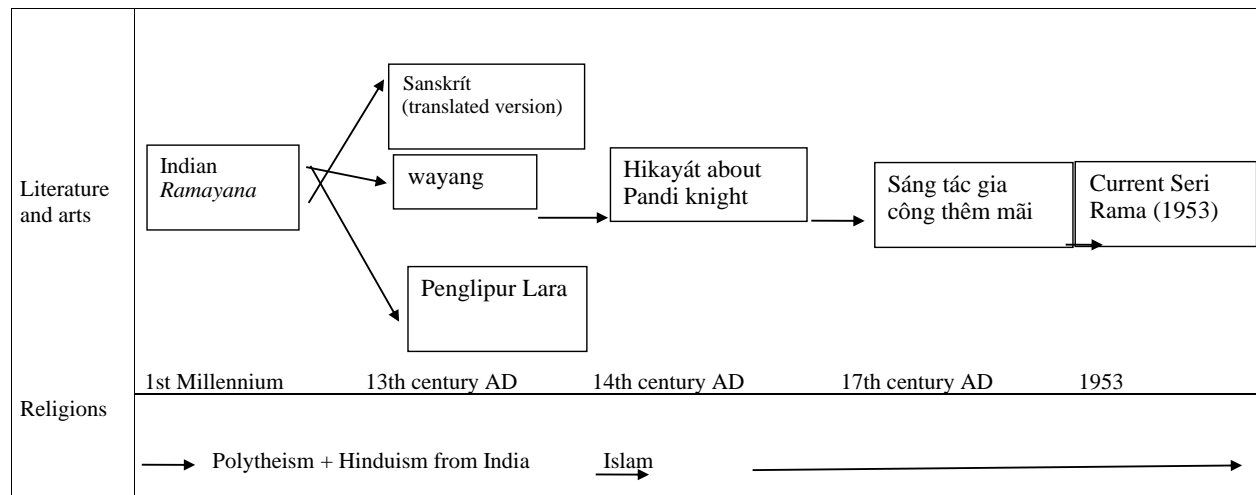 Literature
and arts
Indian
Ramayana
Sanskrít
(translated version)
wayang
Penglipur Lara
Hikayát about
Pandi knight
Sáng tác gia
công thêm mãi
Current Seri
Rama (1953)
1st Millennium
13th century AD
14th century AD
17th century AD
1953
Religions
Polytheism + Hinduism from India
Islam